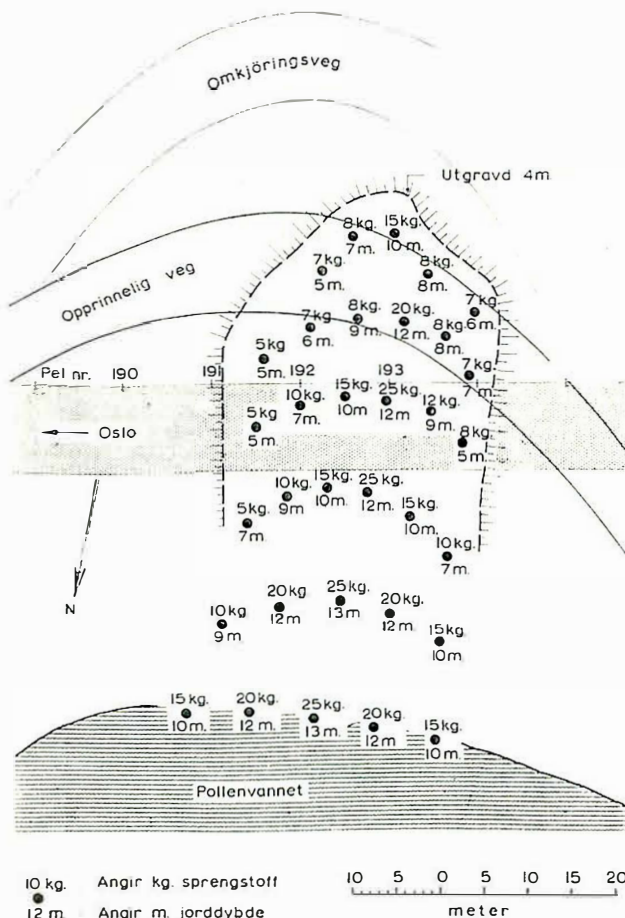 Omkjöringsveg
Utgravd 4m.
8kg. 15kg.
7m. 10m.
7kg. 8kg.
5m. 8m.
Opprinnelig veg
7kg 8kg 20kg 8kg. 7kg.
6m. 9m. 12m. 8m. 6m.
5kg 7kg.
5m. 7m.
Pel nr. 190 191 192 193
10kg. 15kg. 25kg. 12kg.
7m. 10m 12m 9m.
Oslo
5kg 8kg
5m. 5m.
10kg. 15kg. 25kg.
9m 10m. 12m.
5kg 15kg.
7m. 10m.
10kg.
7m.
N
10kg 20kg 25kg. 20kg. 15kg.
9m 12m 13m. 12m. 10m.
15kg. 20kg. 25kg. 20kg. 15kg.
10m. 12m. 13m. 12m 10m.
Pollenvannet
10 kg. Angir kg. sprengstoff
12 m. Angir m. jorddybde
10 5 0 5 10 15 20
meter